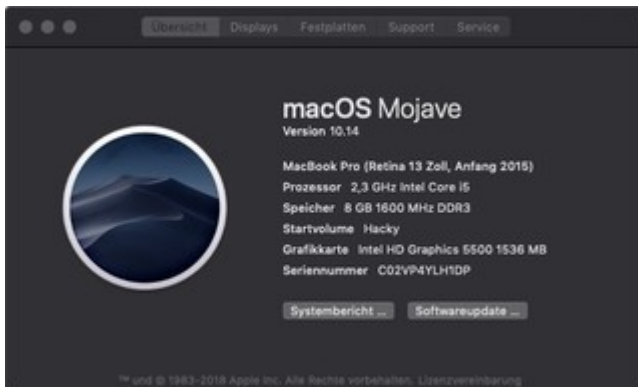 Übersicht Displays Festplatten Support Service
macOS Mojave
Version 10.14
MacBook Pro (Retina 13 Zoll, Anfang 2015)
Prozessor 2,3 GHz Intel Core i5
Speicher 8 GB 1600 MHz DDR3
Startvolume Hacky
Grafikkarte Intel HD Graphics 5500 1536 MB
Seriennummer C02VP4YLH1DP
Systembericht ... Softwareupdate ...
™ und © 1983-2018 Apple Inc. Alle Rechte vorbehalten. Lizenzvereinbarung